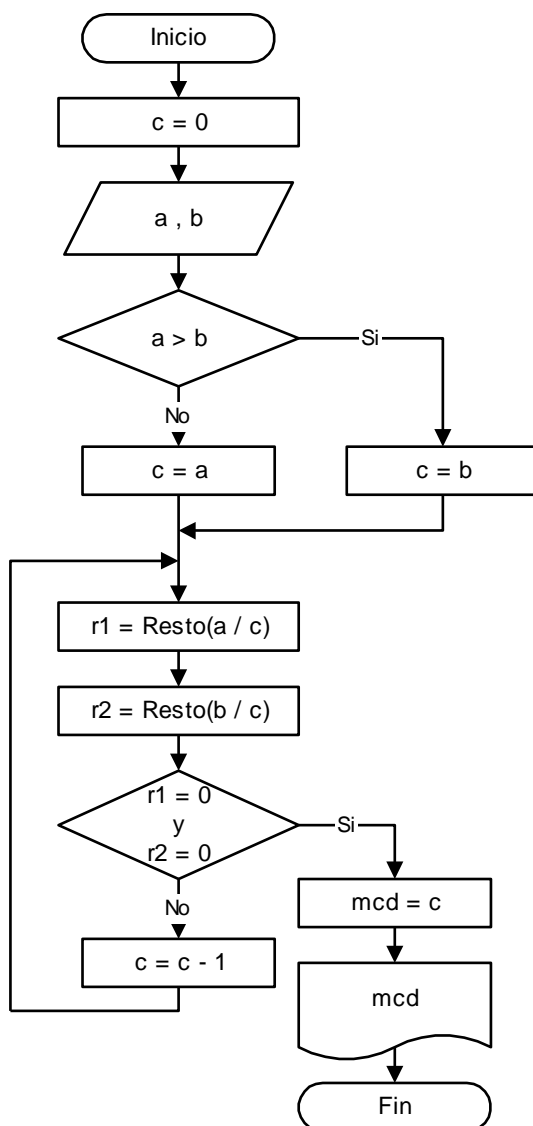 Inicio
c = 0
a , b
a > b
Si
No
c = a
c = b
r1 = Resto(a / c)
r2 = Resto(b / c)
r1 = 0
y
r2 = 0
Si
No
mcd = c
c = c - 1
mcd
Fin